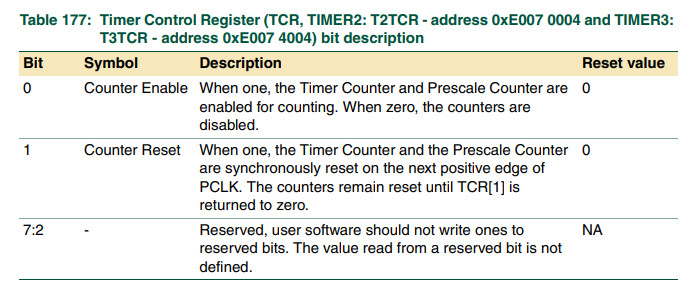 Table 177: Timer Control Register (TCR, TIMER2: T2TCR - address 0xE007 0004 and TIMER3:
T3TCR - address 0xE007 4004) bit description
Bit Symbol Description Reset value
0 Counter Enable When one, the Timer Counter and Prescale Counter are 0
enabled for counting. When zero, the counters are
disabled.
1 Counter Reset When one, the Timer Counter and the Prescale Counter 0
are synchronously reset on the next positive edge of
PCLK. The counters remain reset until TCR[1] is
returned to zero.
7:2 - Reserved, user software should not write ones to NA
reserved bits. The value read from a reserved bit is not
defined.